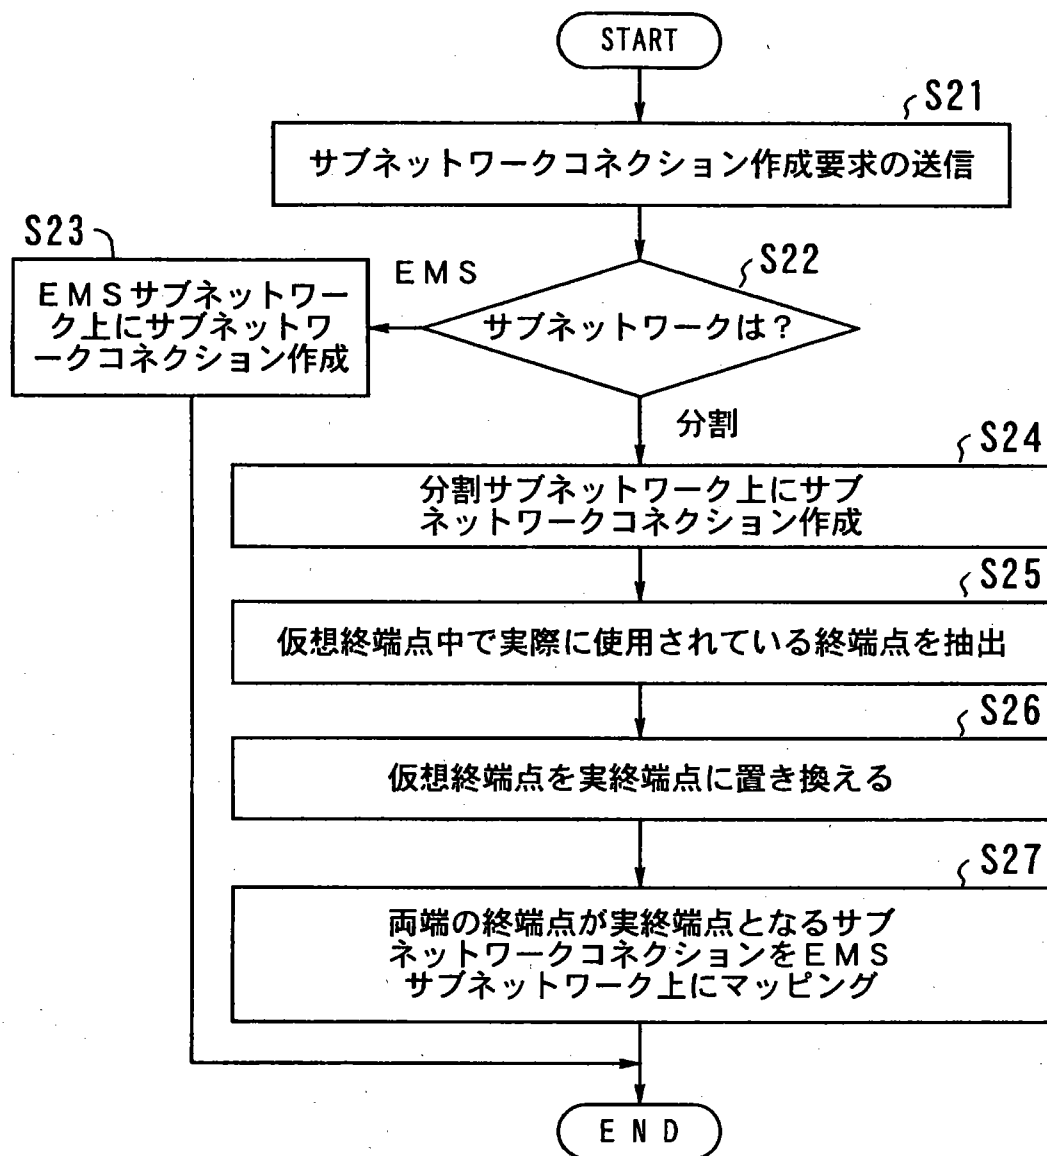 START
S21
サブネットワークコネクション作成要求の送信
S22
サブネットワークは？
EMS
S23
EMSサブネットワー
ク上にサブネットワ
ークコネクション作成
分割
S24
分割サブネットワーク上にサブ
ネットワークコネクション作成
S25
仮想終端点中で実際に使用されている終端点を抽出
S26
仮想終端点を実終端点に置き換える
S27
両端の終端点が実終端点となるサブ
ネットワークコネクションをEMS
サブネットワーク上にマッピング
END